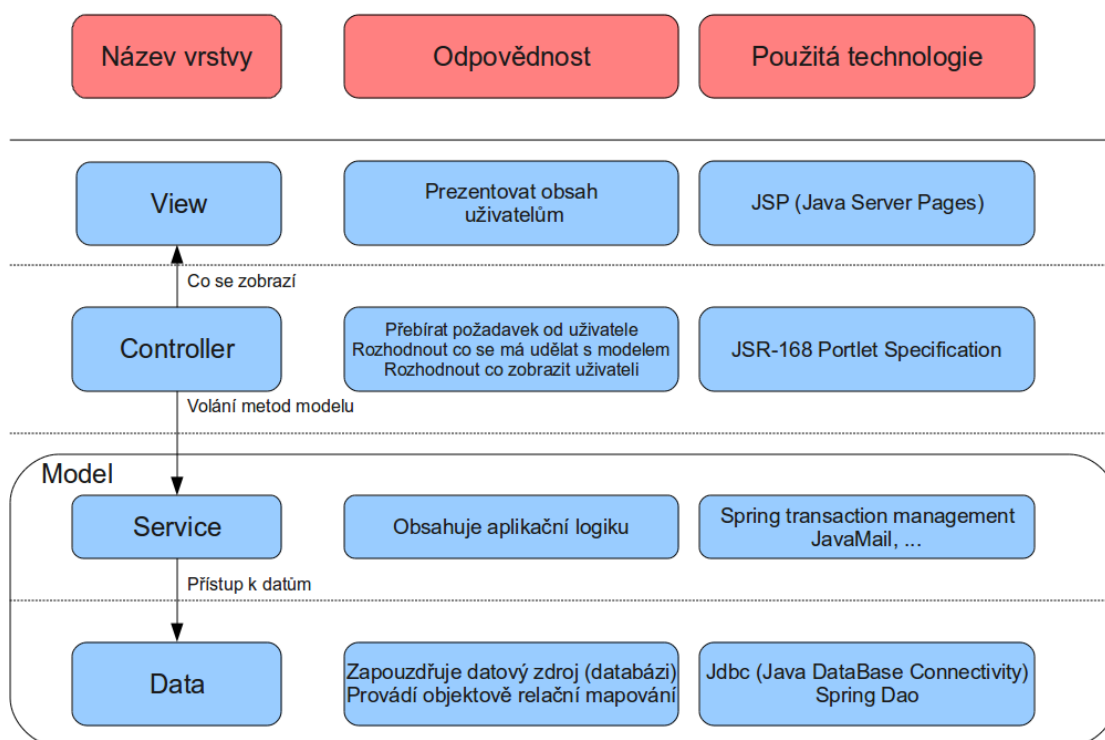 Název vrstvy
Odpovědnost
Použitá technologie
View
Prezentovat obsah
uživatelům
JSP (Java Server Pages)
Co se zobrazí
Controller
Přebírat požadavek od uživatele
Rozhodnout co se má udělat s modelem
Rozhodnout co zobrazit uživateli
JSR-168 Portlet Specification
Volání metod modelu
Model
Service
Obsahuje aplikační logiku
Spring transaction management
JavaMail, ...
Přístup k datům
Data
Zapouzdřuje datový zdroj (databázi)
Provádí objektově relační mapování
Jdbc (Java DataBase Connectivity)
Spring Dao